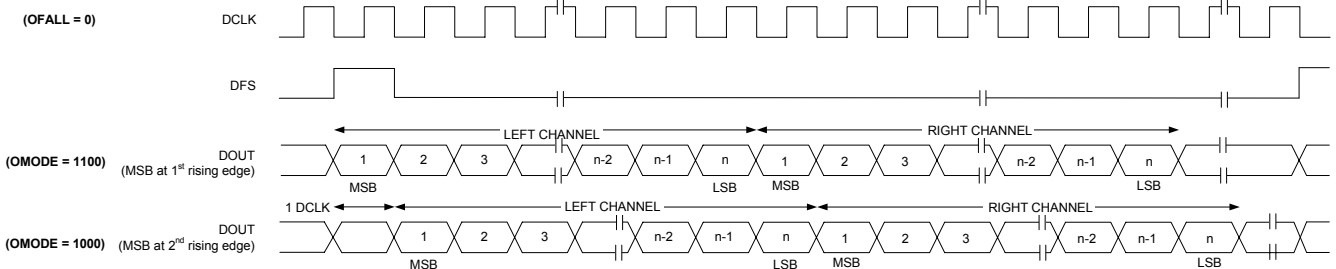 (OFALL = 0) DCLK
DFS
LEFT CHANNEL RIGHT CHANNEL
(OMODE = 1100) DOUT 1 2 3 n-2 n-1 n 1 2 3 n-2 n-1 n
(MSB at 1st rising edge)
MSB LSB MSB LSB
1 DCLK LEFT CHANNEL RIGHT CHANNEL
(OMODE = 1000) DOUT 1 2 3 n-2 n-1 n 1 2 3 n-2 n-1 n
(MSB at 2nd rising edge)
MSB LSB MSB LSB